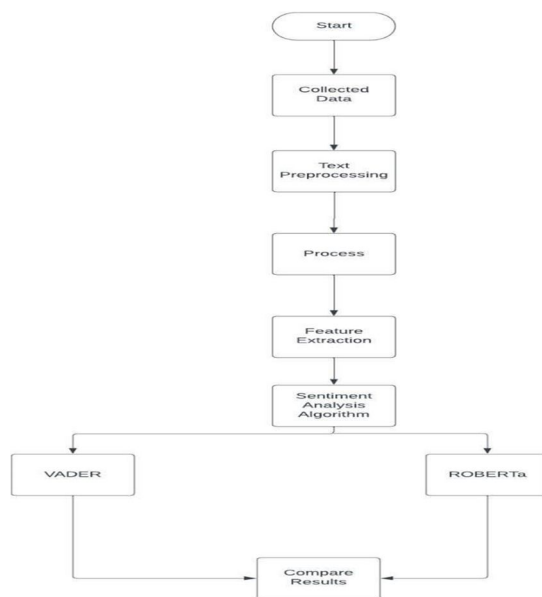 Start
Collected
Data
Text
Preprocessing
Process
Feature
Extraction
Sentiment
Analysis
Algorithm
VADER
ROBERTa
Compare
Results